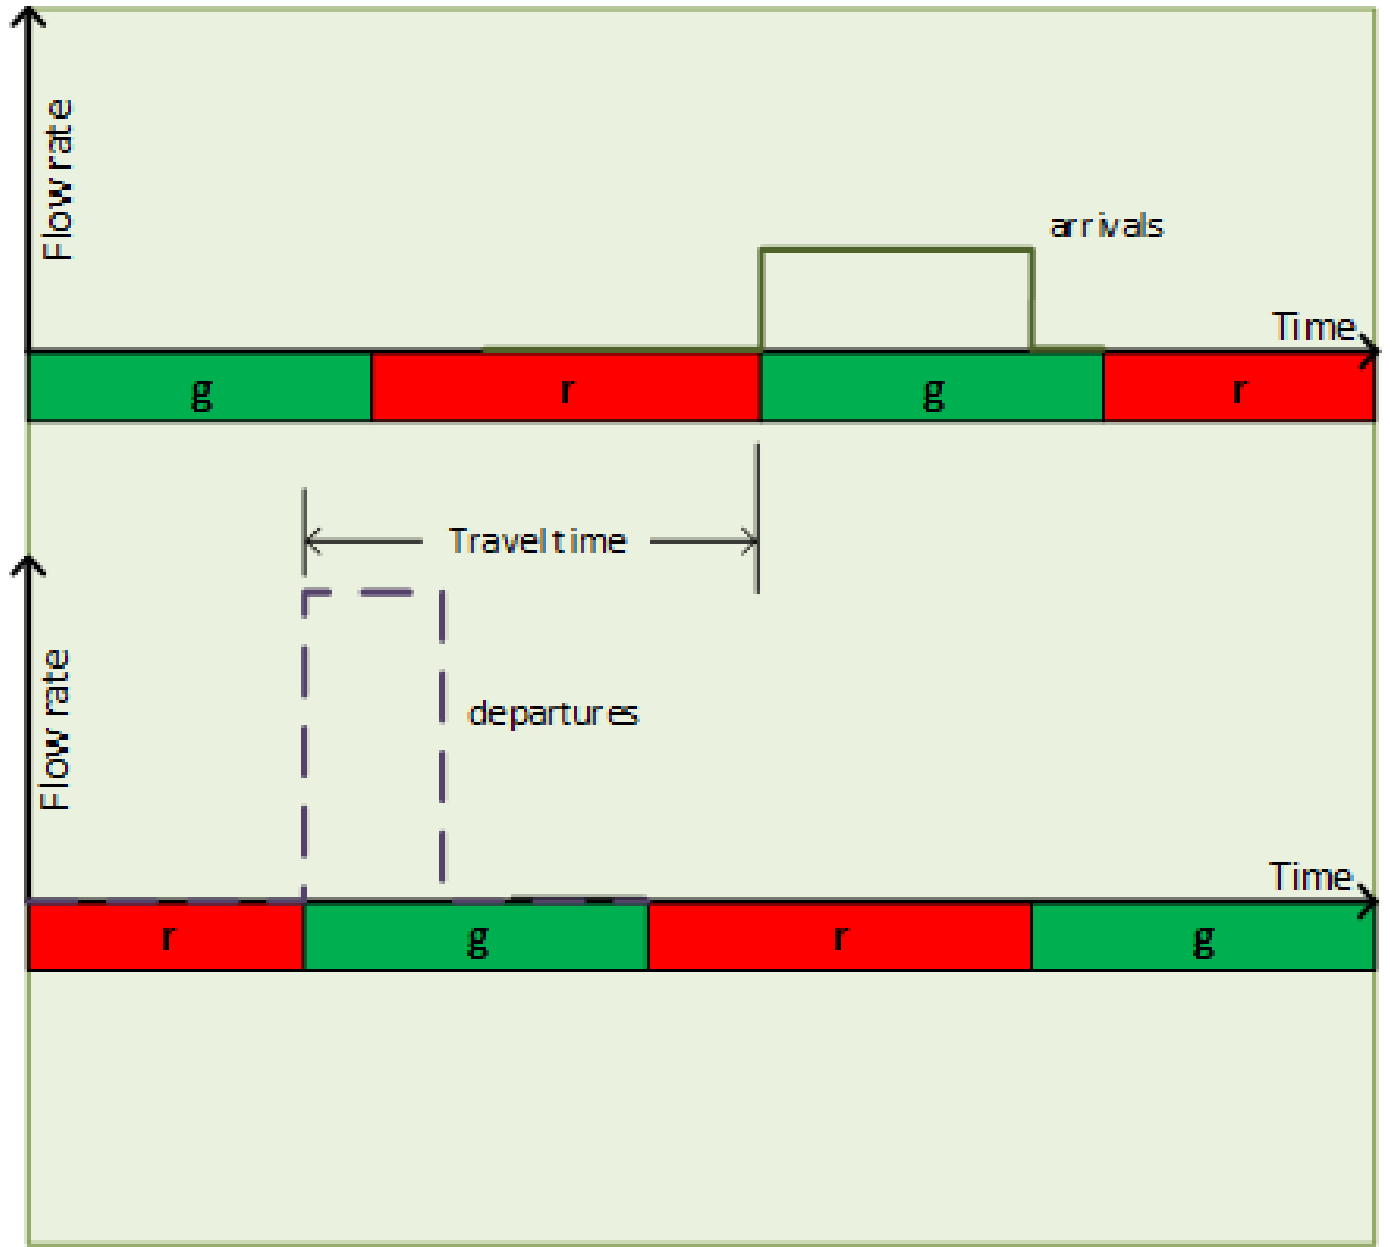 Flow rate
arrivals
Time
g r g r
Travel time
Flow rate
departures
Time
r g r g